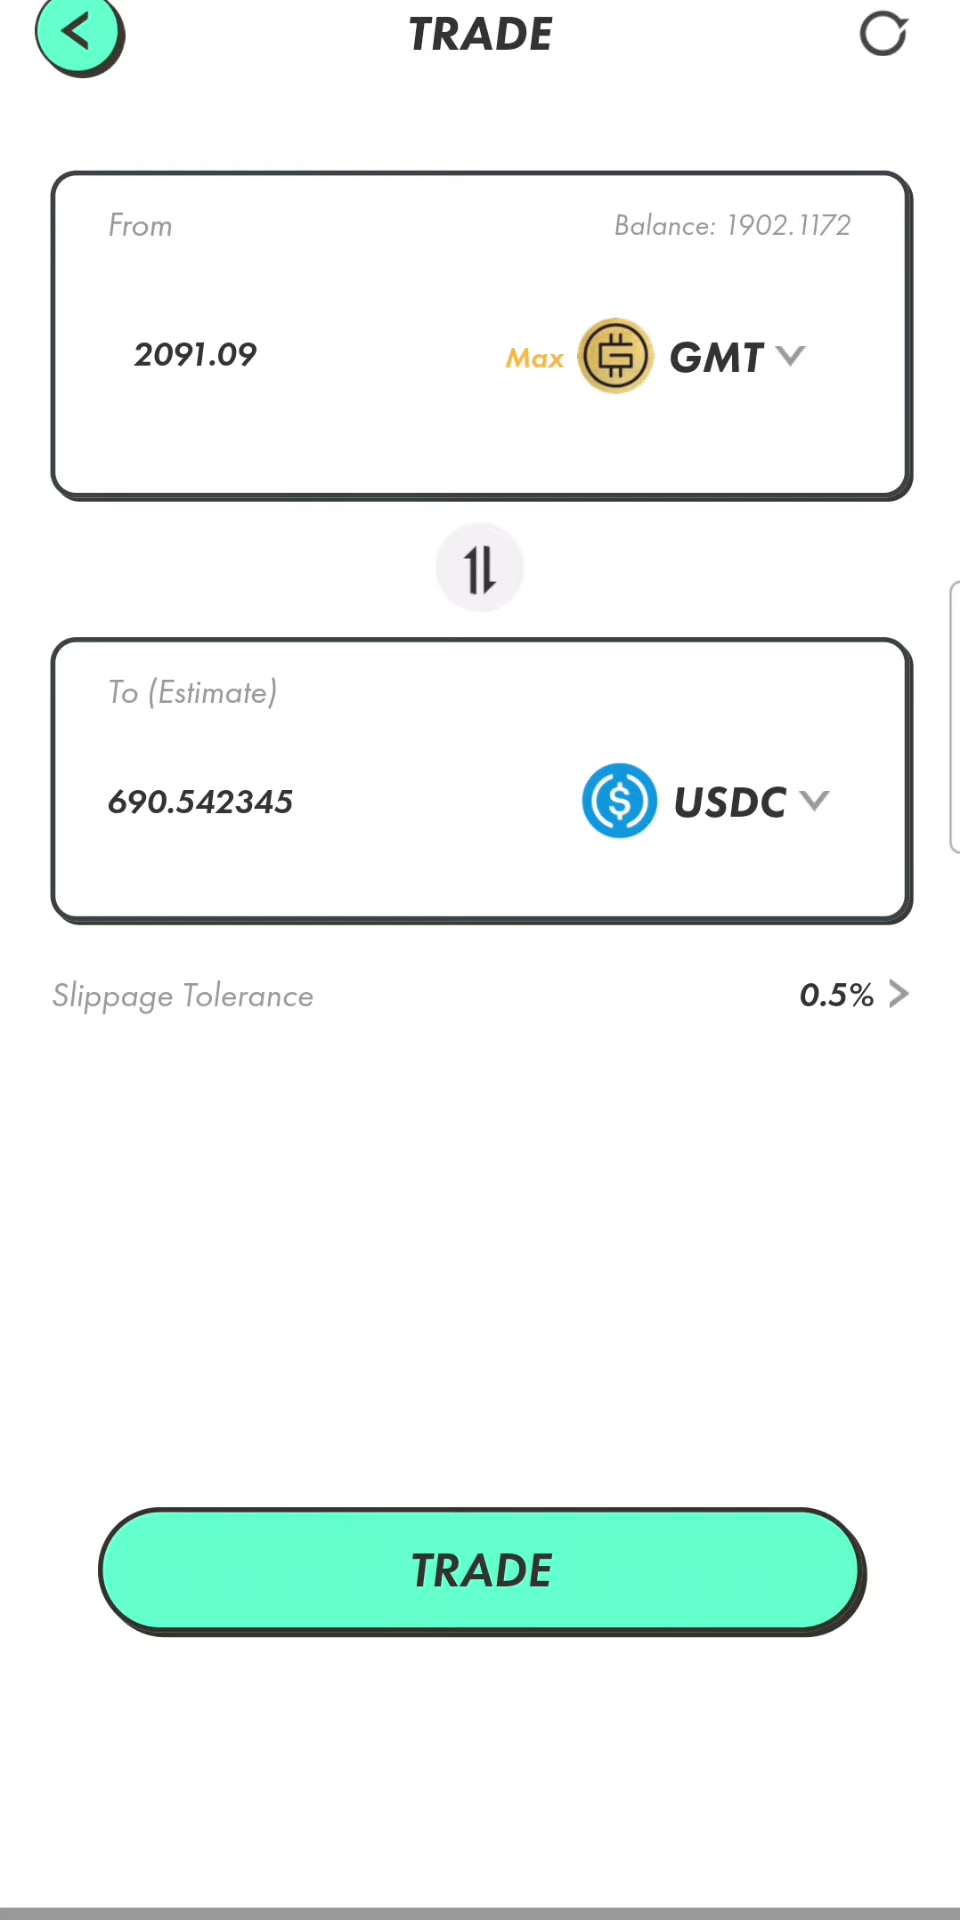 TRADE
From
Balance: 1902.1172
2091.09
Max
GMT
To (Estimate)
690.542345
USDC
Slippage Tolerance
0.5%
TRADE